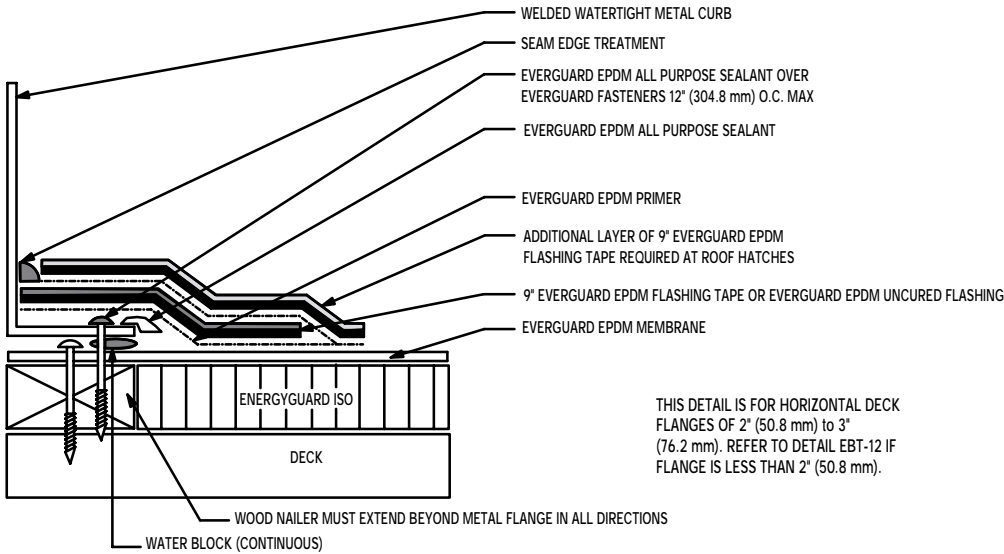 WELDED WATERTIGHT METAL CURB
SEAM EDGE TREATMENT
EVERGUARD EPDM ALL PURPOSE SEALANT OVER
EVERGUARD FASTENERS 12" (304.8 mm) O.C. MAX
EVERGUARD EPDM ALL PURPOSE SEALANT
EVERGUARD EPDM PRIMER
ADDITIONAL LAYER OF 9" EVERGUARD EPDM
FLASHING TAPE REQUIRED AT ROOF HATCHES
9" EVERGUARD EPDM FLASHING TAPE OR EVERGUARD EPDM UNCURED FLASHING
EVERGUARD EPDM MEMBRANE
ENERGYGUARD ISO
DECK
THIS DETAIL IS FOR HORIZONTAL DECK
FLANGES OF 2" (50.8 mm) to 3"
(76.2 mm). REFER TO DETAIL EBT-12 IF
FLANGE IS LESS THAN 2" (50.8 mm).
WOOD NAILER MUST EXTEND BEYOND METAL FLANGE IN ALL DIRECTIONS
WATER BLOCK (CONTINUOUS)